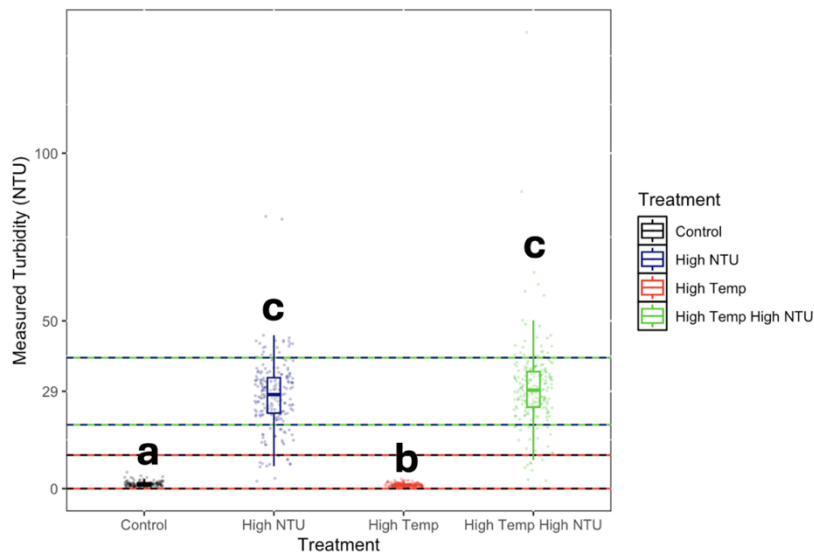 Measured Turbidity (NTU)
100
50
29
0
c
c
a
b
Control
High NTU
High Temp
High Temp High NTU
Treatment
Treatment
Control
High NTU
High Temp
High Temp High NTU